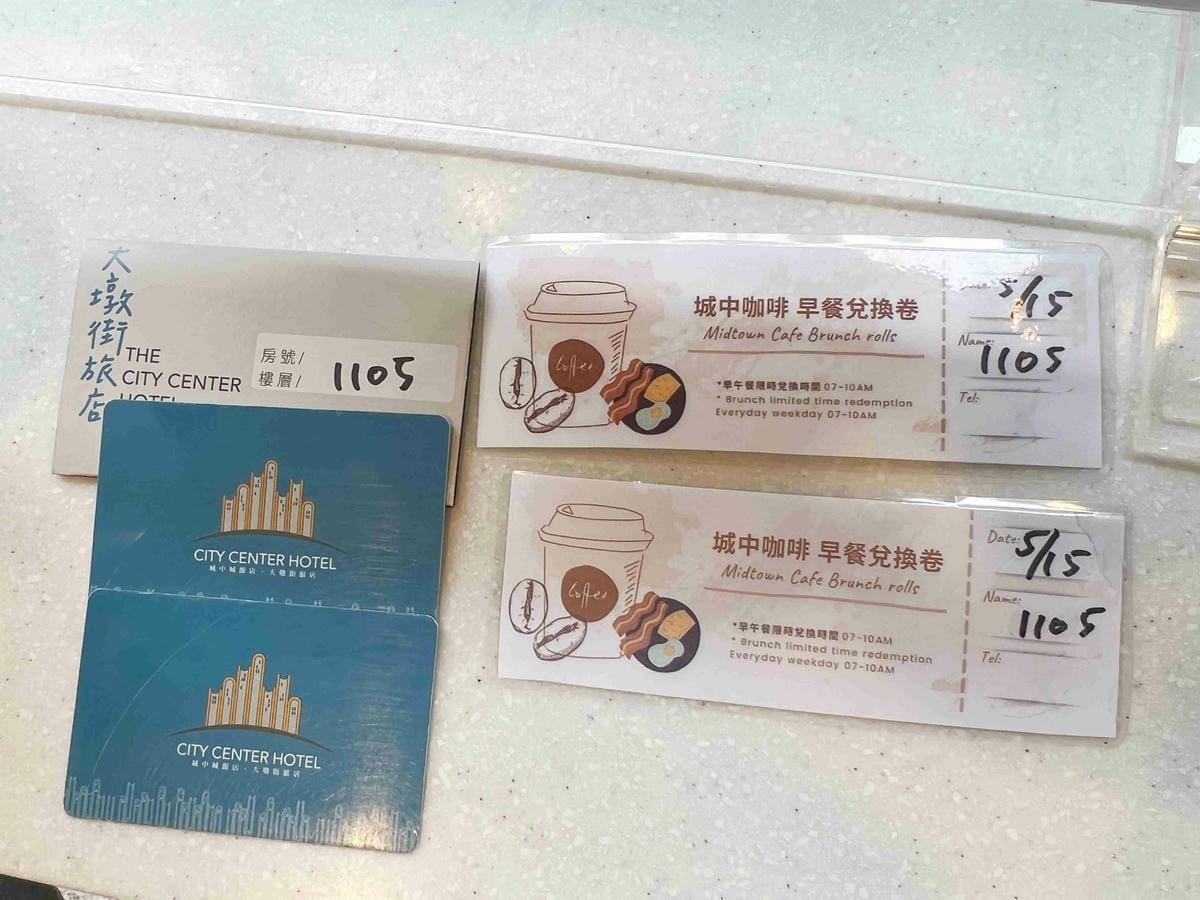 大墩街旅店
THE
CITY CENTER
HOTEL
房號/
樓層/
1105
CITY CENTER HOTEL
城中城飯店·大墩街旅店
CITY CENTER HOTEL
城中城飯店·大墩街旅店
城中咖啡 早餐兌換卷
Midtown Cafe Brunch rolls
*早午餐限時兌換時間 07-10AM
* Brunch limited time redemption
Everyday weekday 07-10AM
Coffee
Date: 5/15
Name: 1105
Tel:
城中咖啡 早餐兌換卷
Midtown Cafe Brunch rolls
*早午餐限時兌換時間 07-10AM
* Brunch limited time redemption
Everyday weekday 07-10AM
Coffee
Date: 5/15
Name: 1105
Tel: